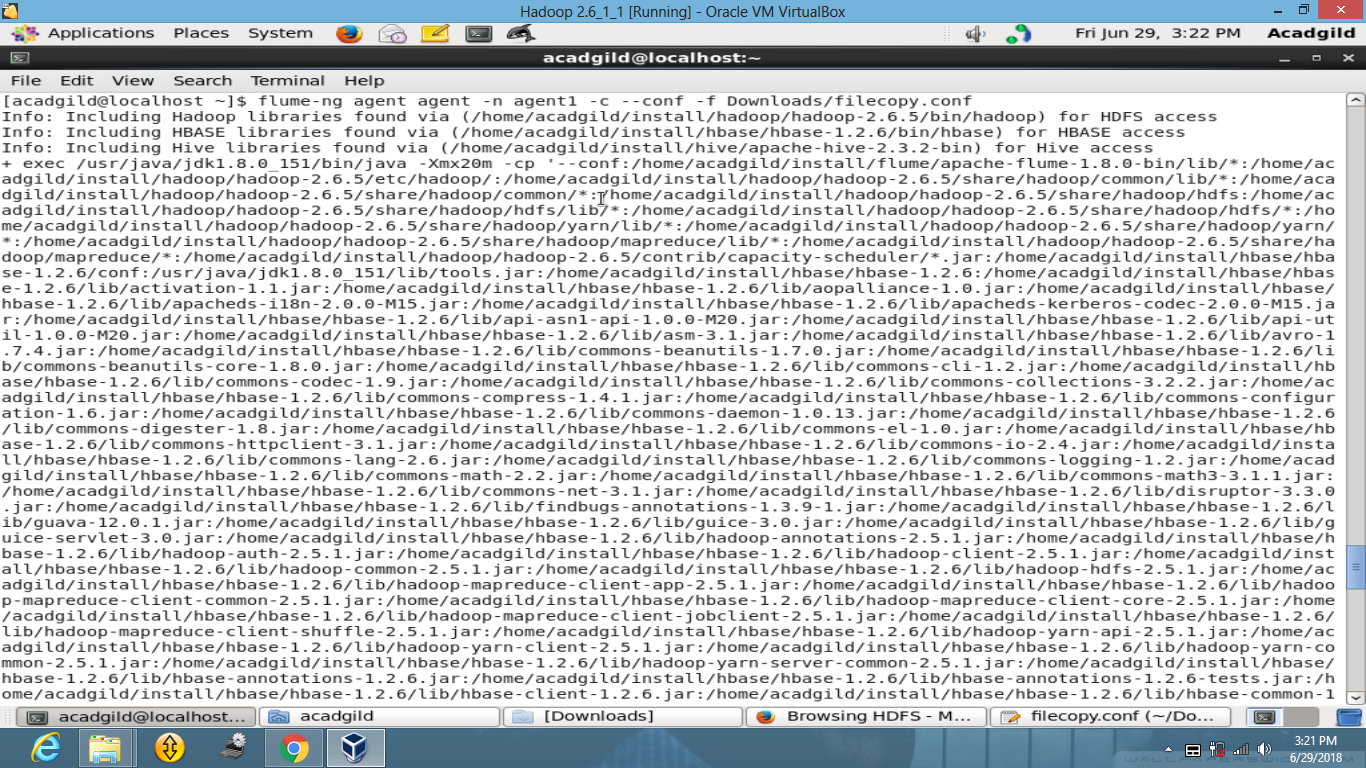 Hadoop 2.6_1_1 [Running] - Oracle VM VirtualBox
Applications Places System Fri Jun 29, 3:22 PM Acadgild
acadgild@localhost:~
File Edit View Search Terminal Help
[acadgild@localhost ~]$ flume-ng agent agent -n agent1 -c --conf -f Downloads/filecopy.conf
Info: Including Hadoop libraries found via (/home/acadgild/install/hadoop/hadoop-2.6.5/bin/hadoop) for HDFS access
Info: Including HBASE libraries found via (/home/acadgild/install/hbase/hbase-1.2.6/bin/hbase) for HBASE access
Info: Including Hive libraries found via (/home/acadgild/install/hive/apache-hive-2.3.2-bin) for Hive access
+ exec /usr/java/jdk1.8.0_151/bin/java -Xmx20m -cp '--conf:/home/acadgild/install/flume/apache-flume-1.8.0-bin/lib/*:/home/ac
adgild/install/hadoop/hadoop-2.6.5/etc/hadoop/:/home/acadgild/install/hadoop/hadoop-2.6.5/share/hadoop/common/lib/*:/home/aca
dgild/install/hadoop/hadoop-2.6.5/share/hadoop/common/*:/home/acadgild/install/hadoop/hadoop-2.6.5/share/hadoop/hdfs:/home/ac
adgild/install/hadoop/hadoop-2.6.5/share/hadoop/hdfs/lib/*:/home/acadgild/install/hadoop/hadoop-2.6.5/share/hadoop/hdfs/*:/ho
me/acadgild/install/hadoop/hadoop-2.6.5/share/hadoop/yarn/lib/*:/home/acadgild/install/hadoop/hadoop-2.6.5/share/hadoop/yarn/
*:/home/acadgild/install/hadoop/hadoop-2.6.5/share/hadoop/mapreduce/lib/*:/home/acadgild/install/hadoop/hadoop-2.6.5/share/ha
doop/mapreduce/*:/home/acadgild/install/hadoop/hadoop-2.6.5/contrib/capacity-scheduler/*.jar:/home/acadgild/install/hbase/hba
se-1.2.6/conf:/usr/java/jdk1.8.0_151/lib/tools.jar:/home/acadgild/install/hbase/hbase-1.2.6:/home/acadgild/install/hbase/hbas
e-1.2.6/lib/activation-1.1.jar:/home/acadgild/install/hbase/hbase-1.2.6/lib/aopalliance-1.0.jar:/home/acadgild/install/hbase/
hbase-1.2.6/lib/apacheds-i18n-2.0.0-M15.jar:/home/acadgild/install/hbase/hbase-1.2.6/lib/apacheds-kerberos-codec-2.0.0-M15.ja
r:/home/acadgild/install/hbase/hbase-1.2.6/lib/api-asn1-api-1.0.0-M20.jar:/home/acadgild/install/hbase/hbase-1.2.6/lib/api-ut
il-1.0.0-M20.jar:/home/acadgild/install/hbase/hbase-1.2.6/lib/asm-3.1.jar:/home/acadgild/install/hbase/hbase-1.2.6/lib/avro-1
.7.4.jar:/home/acadgild/install/hbase/hbase-1.2.6/lib/commons-beanutils-1.7.0.jar:/home/acadgild/install/hbase/hbase-1.2.6/li
b/commons-beanutils-core-1.8.0.jar:/home/acadgild/install/hbase/hbase-1.2.6/lib/commons-cli-1.2.jar:/home/acadgild/install/hb
ase/hbase-1.2.6/lib/commons-codec-1.9.jar:/home/acadgild/install/hbase/hbase-1.2.6/lib/commons-collections-3.2.2.jar:/home/ac
adgild/install/hbase/hbase-1.2.6/lib/commons-compress-1.4.1.jar:/home/acadgild/install/hbase/hbase-1.2.6/lib/commons-configur
ation-1.6.jar:/home/acadgild/install/hbase/hbase-1.2.6/lib/commons-daemon-1.0.13.jar:/home/acadgild/install/hbase/hbase-1.2.6
/lib/commons-digester-1.8.jar:/home/acadgild/install/hbase/hbase-1.2.6/lib/commons-el-1.0.jar:/home/acadgild/install/hbase/hb
ase-1.2.6/lib/commons-httpclient-3.1.jar:/home/acadgild/install/hbase/hbase-1.2.6/lib/commons-io-2.4.jar:/home/acadgild/insta
ll/hbase/hbase-1.2.6/lib/commons-lang-2.6.jar:/home/acadgild/install/hbase/hbase-1.2.6/lib/commons-logging-1.2.jar:/home/acad
gild/install/hbase/hbase-1.2.6/lib/commons-math-2.2.jar:/home/acadgild/install/hbase/hbase-1.2.6/lib/commons-math3-3.1.1.jar:
/home/acadgild/install/hbase/hbase-1.2.6/lib/commons-net-3.1.jar:/home/acadgild/install/hbase/hbase-1.2.6/lib/disruptor-3.3.0
.jar:/home/acadgild/install/hbase/hbase-1.2.6/lib/findbugs-annotations-1.3.9-1.jar:/home/acadgild/install/hbase/hbase-1.2.6/l
ib/guava-12.0.1.jar:/home/acadgild/install/hbase/hbase-1.2.6/lib/guice-3.0.jar:/home/acadgild/install/hbase/hbase-1.2.6/lib/g
uice-servlet-3.0.jar:/home/acadgild/install/hbase/hbase-1.2.6/lib/hadoop-annotations-2.5.1.jar:/home/acadgild/install/hbase/h
base-1.2.6/lib/hadoop-auth-2.5.1.jar:/home/acadgild/install/hbase/hbase-1.2.6/lib/hadoop-client-2.5.1.jar:/home/acadgild/inst
all/hbase/hbase-1.2.6/lib/hadoop-common-2.5.1.jar:/home/acadgild/install/hbase/hbase-1.2.6/lib/hadoop-hdfs-2.5.1.jar:/home/ac
adgild/install/hbase/hbase-1.2.6/lib/hadoop-mapreduce-client-app-2.5.1.jar:/home/acadgild/install/hbase/hbase-1.2.6/lib/hadoo
p-mapreduce-client-common-2.5.1.jar:/home/acadgild/install/hbase/hbase-1.2.6/lib/hadoop-mapreduce-client-core-2.5.1.jar:/home
/acadgild/install/hbase/hbase-1.2.6/lib/hadoop-mapreduce-client-jobclient-2.5.1.jar:/home/acadgild/install/hbase/hbase-1.2.6/
lib/hadoop-mapreduce-client-shuffle-2.5.1.jar:/home/acadgild/install/hbase/hbase-1.2.6/lib/hadoop-yarn-api-2.5.1.jar:/home/ac
adgild/install/hbase/hbase-1.2.6/lib/hadoop-yarn-client-2.5.1.jar:/home/acadgild/install/hbase/hbase-1.2.6/lib/hadoop-yarn-co
mmon-2.5.1.jar:/home/acadgild/install/hbase/hbase-1.2.6/lib/hadoop-yarn-server-common-2.5.1.jar:/home/acadgild/install/hbase/
hbase-1.2.6/lib/hbase-annotations-1.2.6.jar:/home/acadgild/install/hbase/hbase-1.2.6/lib/hbase-annotations-1.2.6-tests.jar:/h
ome/acadgild/install/hbase/hbase-1.2.6/lib/hbase-client-1.2.6.jar:/home/acadgild/install/hbase/hbase-1.2.6/lib/hbase-common-1
acadgild@localhost:... acadgild [Downloads] Browsing HDFS - M... filecopy.conf (~/Do...
3:21 PM
6/29/2018